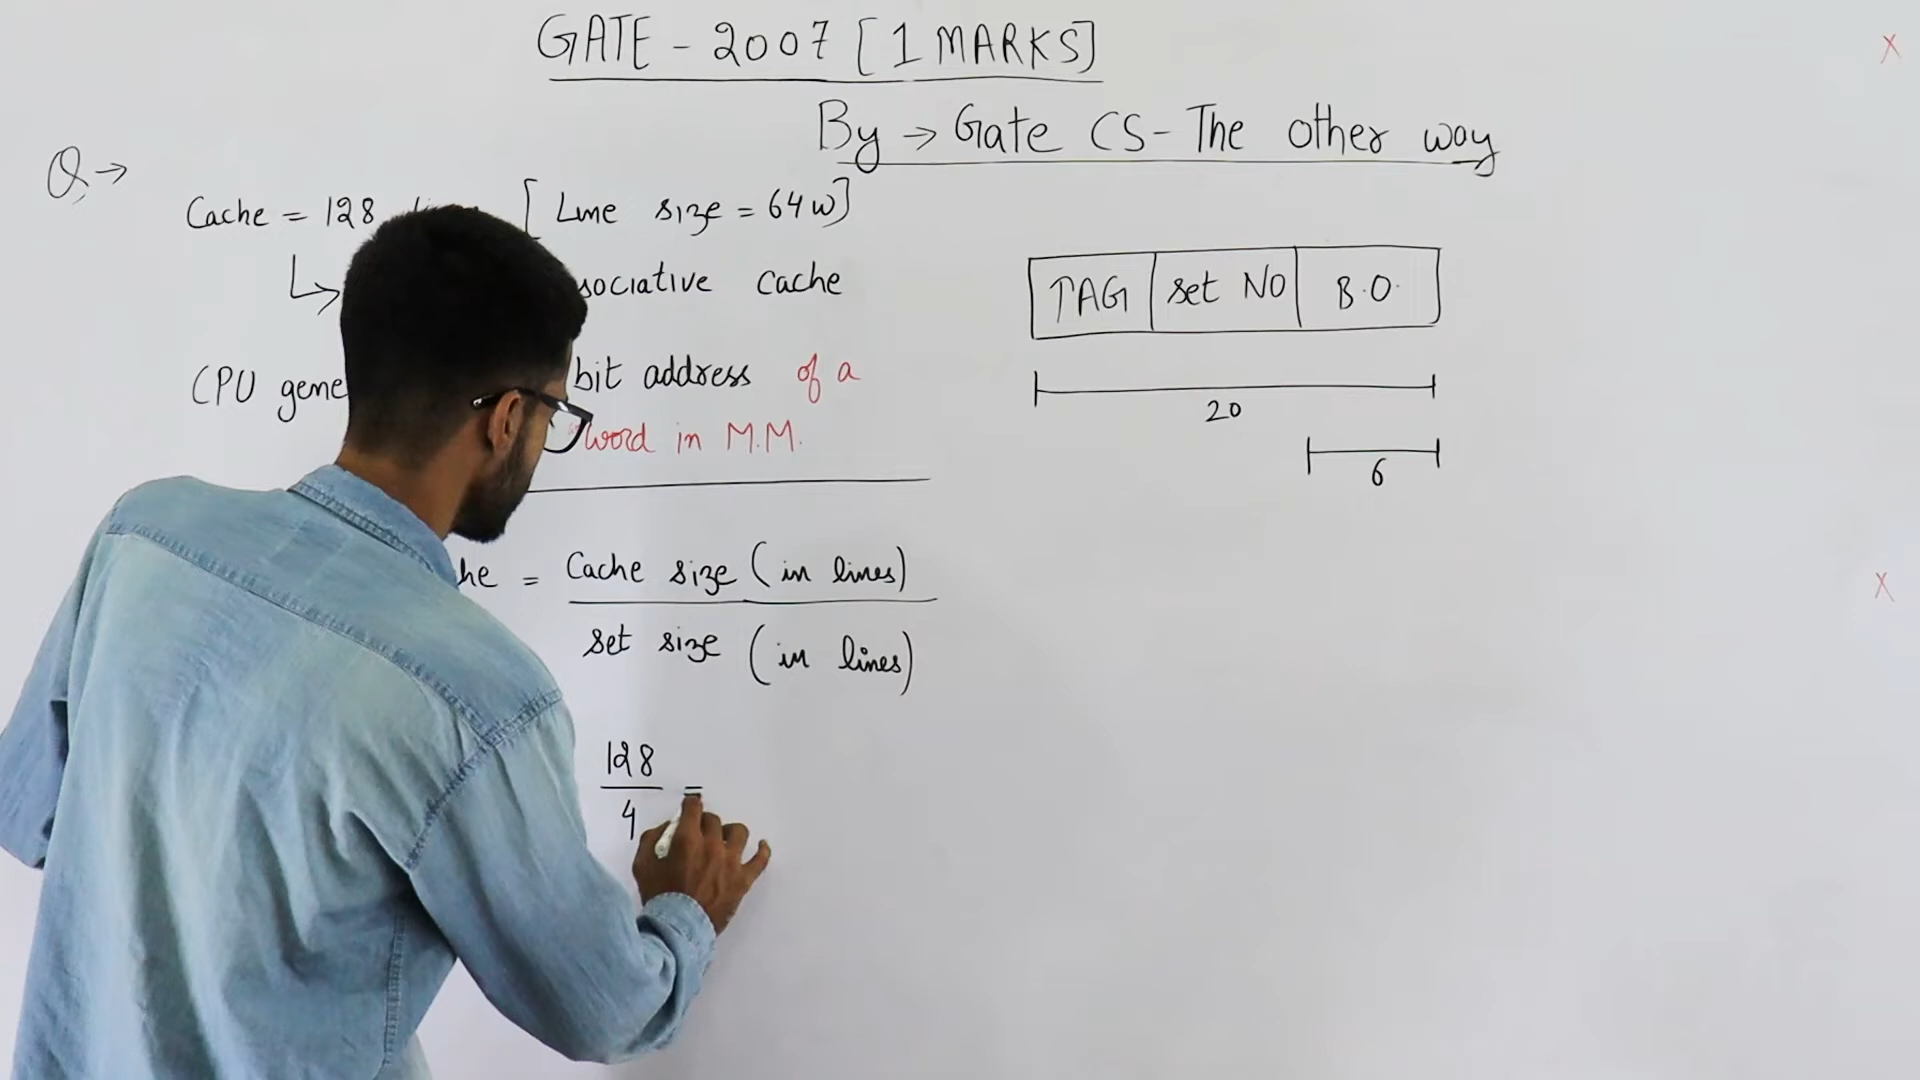 GATE - 2007 [1 MARKS]
By → Gate CS - The other way
Q →
Cache = 128 [Line size = 64w]
sociative cache
CPU gene bit address of a
word in M.M.
TAG set NO B.O.
20
6
he = Cache size (in lines)
set size (in lines)
128
4 =
X
X